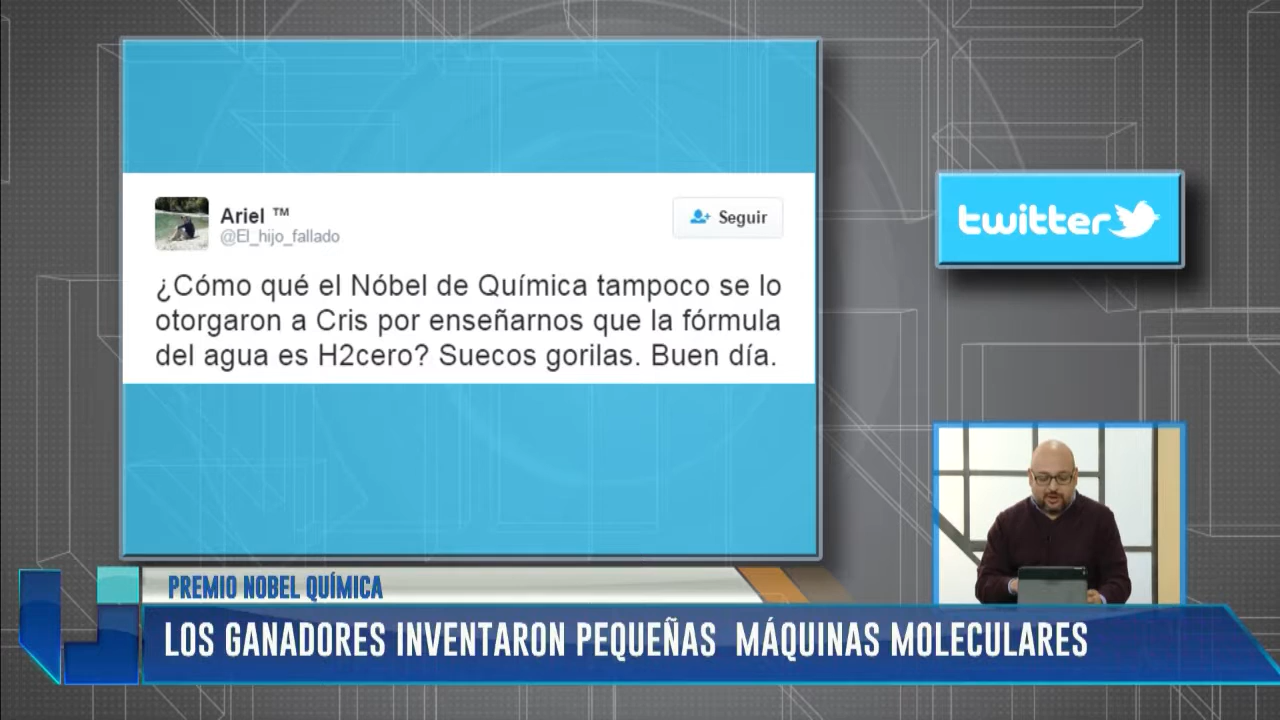 Ariel ™
@El_hijo_fallado
Seguir
¿Cómo qué el Nóbel de Química tampoco se lo
otorgaron a Cris por enseñarnos que la fórmula
del agua es H2cero? Suecos gorilas. Buen día.
twitter
PREMIO NOBEL QUÍMICA
LOS GANADORES INVENTARON PEQUEÑAS MÁQUINAS MOLECULARES